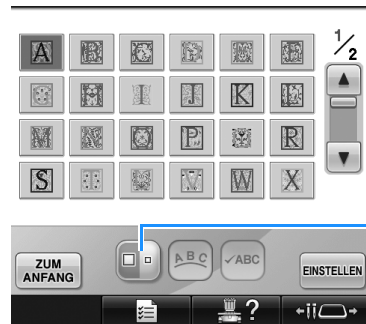 A B C D E F
G H I J K L
M N O P Q R
S T U V W X
1/2
ZUM
ANFANG
ABC
✓ABC
EINSTELLEN
?